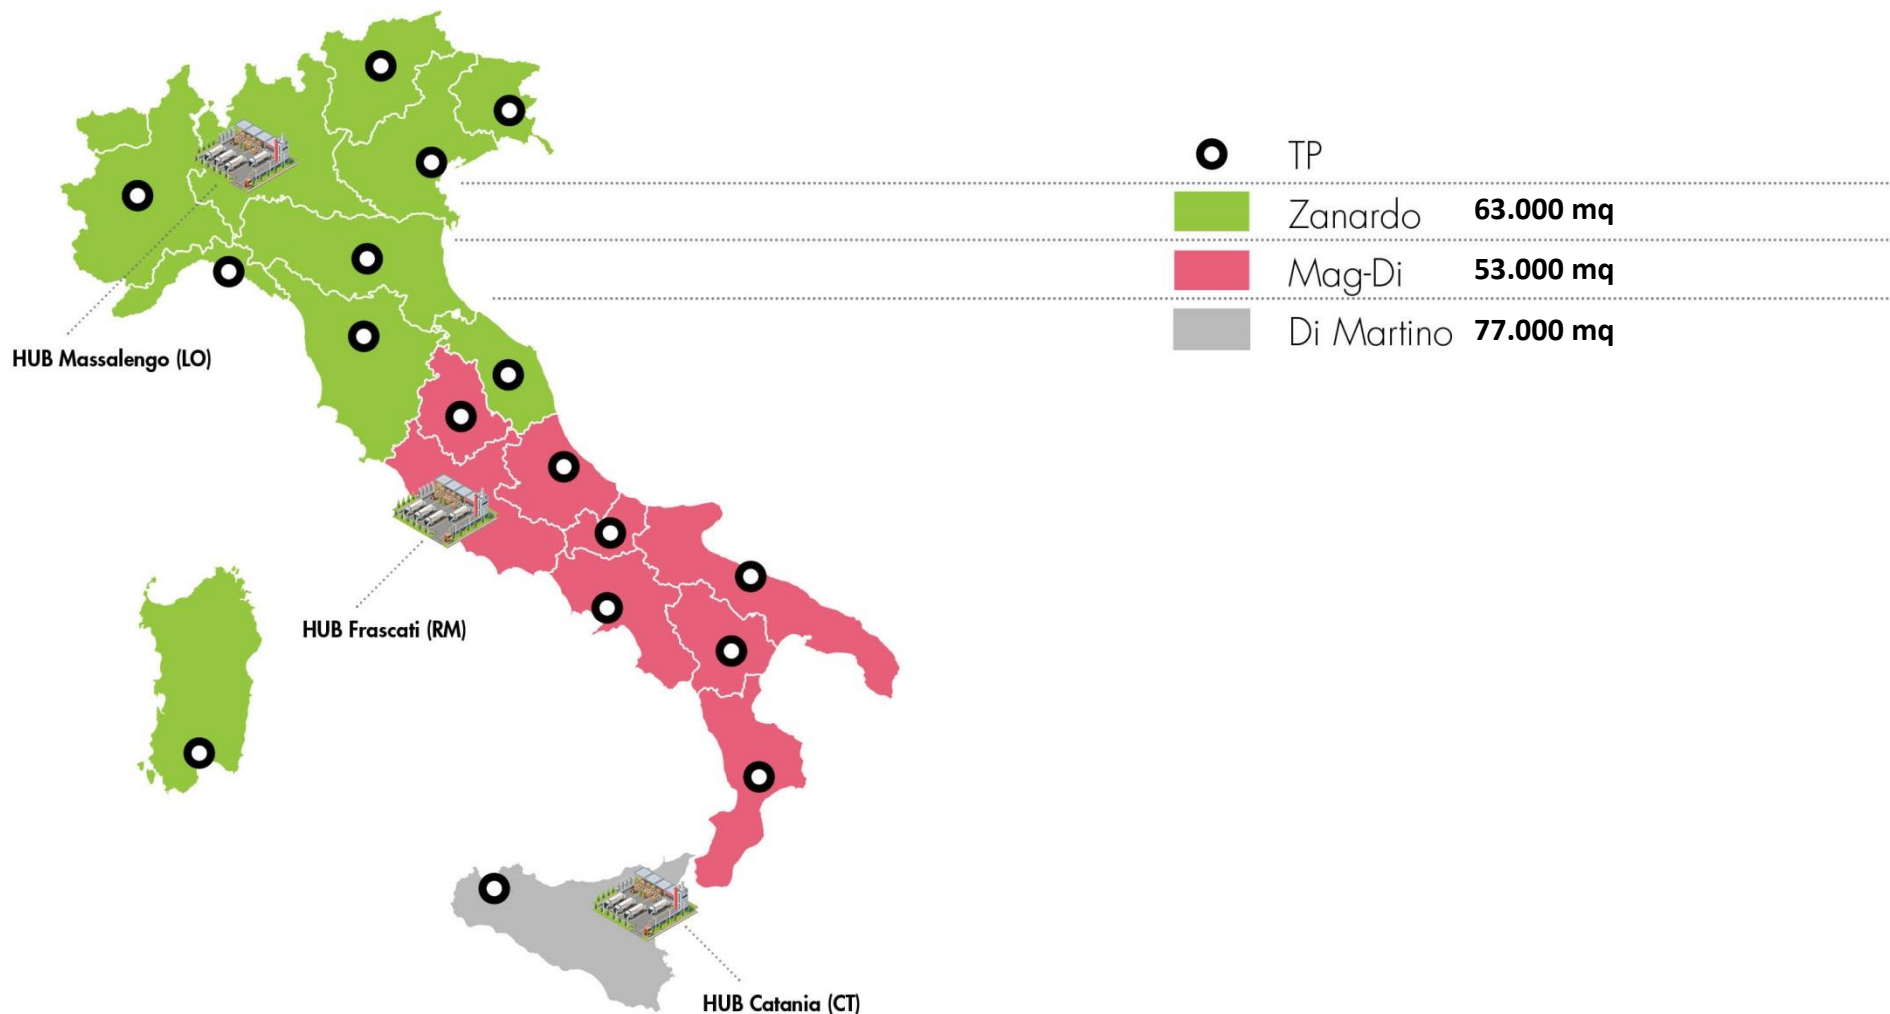 TP
Zanardo 63.000 mq
Mag-Di 53.000 mq
Di Martino 77.000 mq
HUB Massalengo (LO)
HUB Frascati (RM)
HUB Catania (CT)